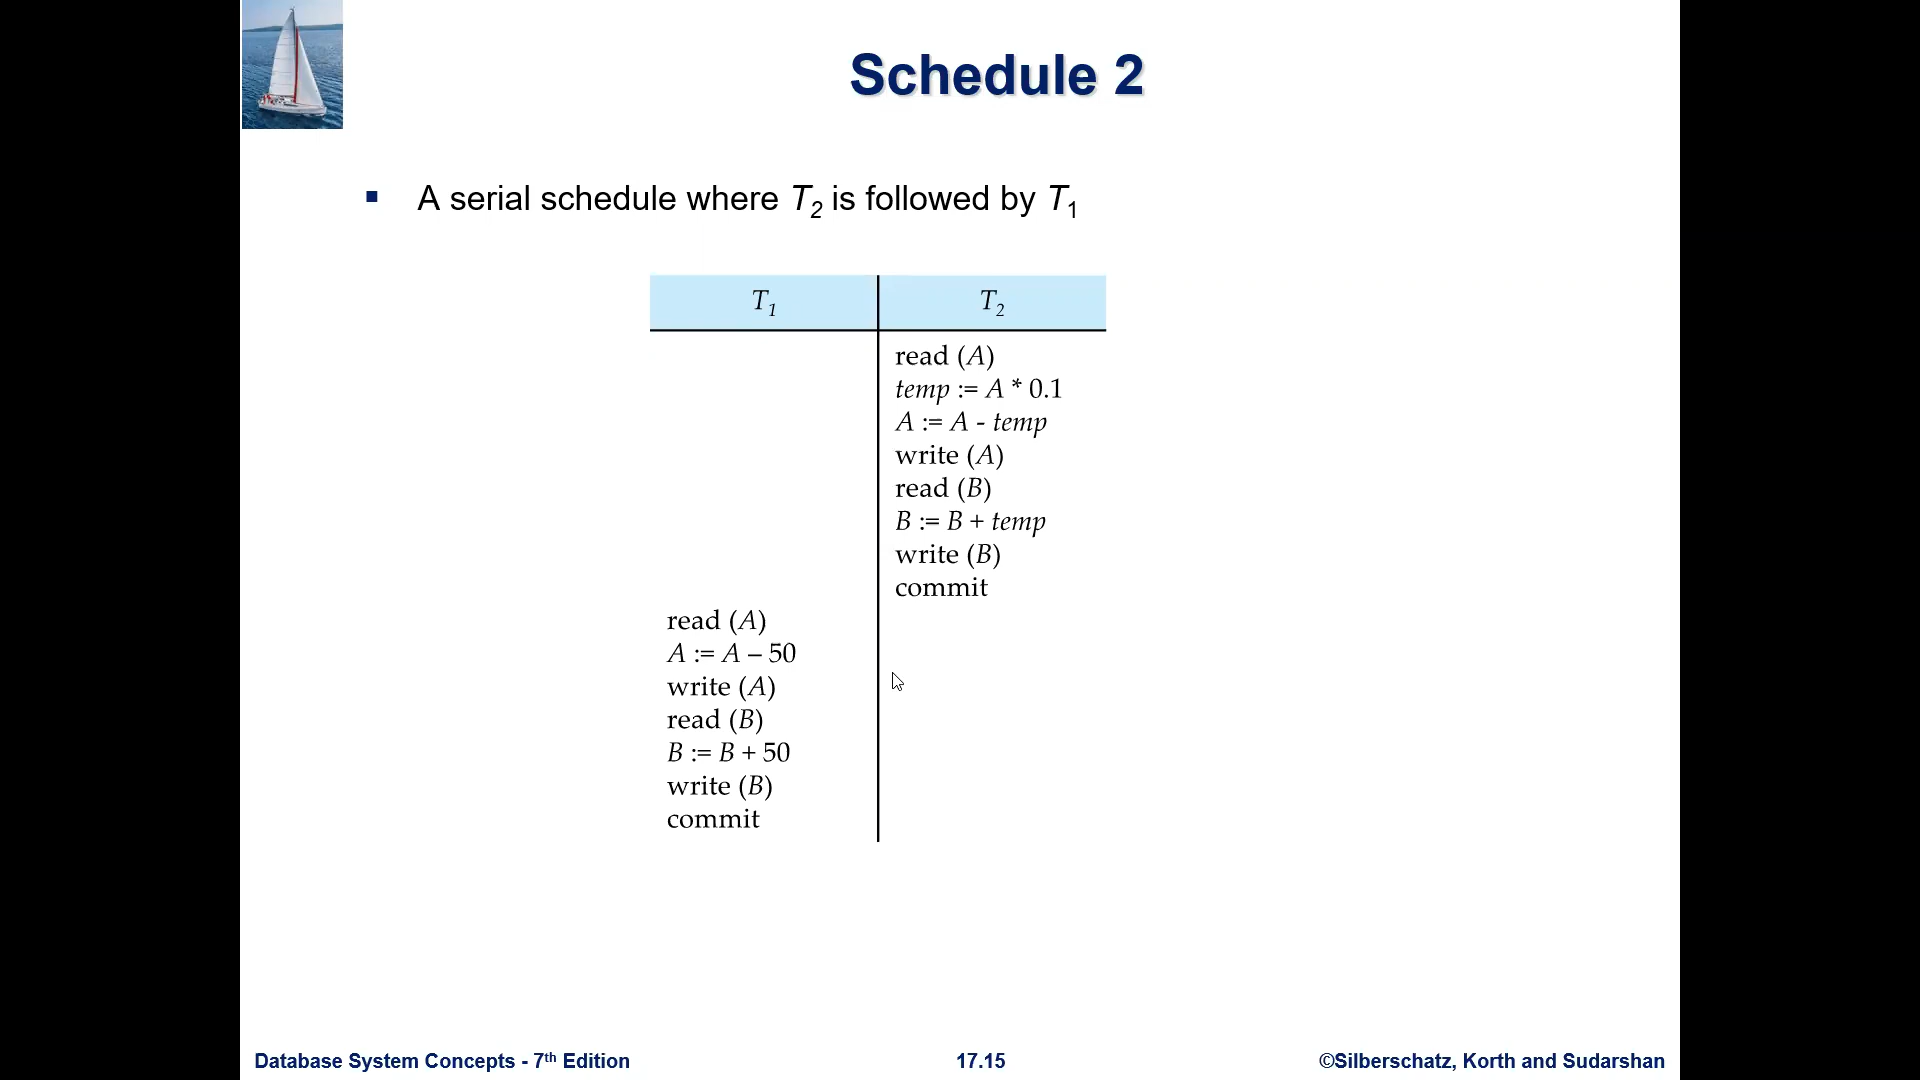 Schedule 2
▪ A serial schedule where T2 is followed by T1
T1 T2
read (A)
temp := A * 0.1
A := A - temp
write (A)
read (B)
B := B + temp
write (B)
commit
read (A)
A := A – 50
write (A)
read (B)
B := B + 50
write (B)
commit
Database System Concepts - 7th Edition 17.15 ©Silberschatz, Korth and Sudarshan